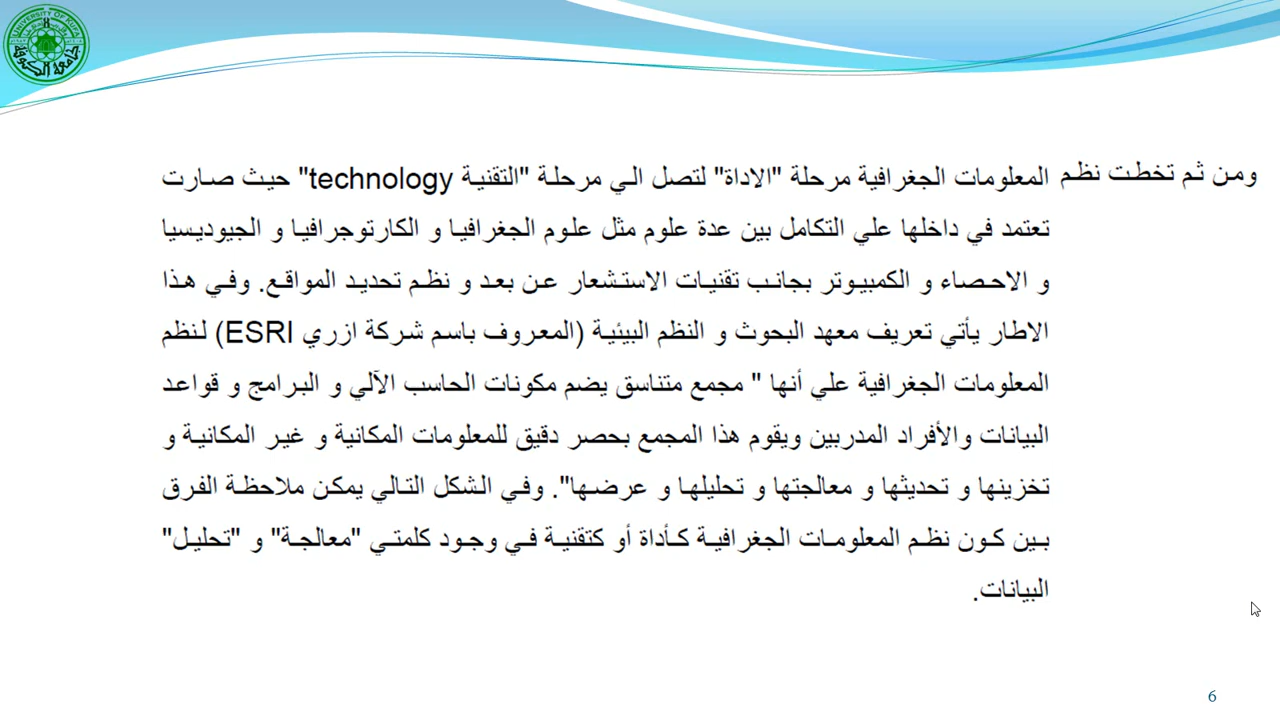 UNIVERSITY OF KUFA
جامعة الكوفة
ومن ثم تخطت نظم المعلومات الجغرافية مرحلة "الاداة" لتصل الي مرحلة "التقنية technology" حيث صارت
تعتمد في داخلها علي التكامل بين عدة علوم مثل علوم الجغرافيا و الكارتوجرافيا و الجيوديسيا
و الاحصاء و الكمبيوتر بجانب تقنيات الاستشعار عن بعد و نظم تحديد المواقع. وفي هذا
الاطار يأتي تعريف معهد البحوث و النظم البيئية (المعروف باسم شركة ازري ESRI) لنظم
المعلومات الجغرافية علي أنها " مجمع متناسق يضم مكونات الحاسب الآلي و البرامج و قواعد
البيانات والأفراد المدربين ويقوم هذا المجمع بحصر دقيق للمعلومات المكانية و غير المكانية و
تخزينها و تحديثها و معالجتها و تحليلها و عرضها". وفي الشكل التالي يمكن ملاحظة الفرق
بين كون نظم المعلومات الجغرافية كأداة أو كتقنية في وجود كلمتي "معالجة" و "تحليل"
البيانات.
6